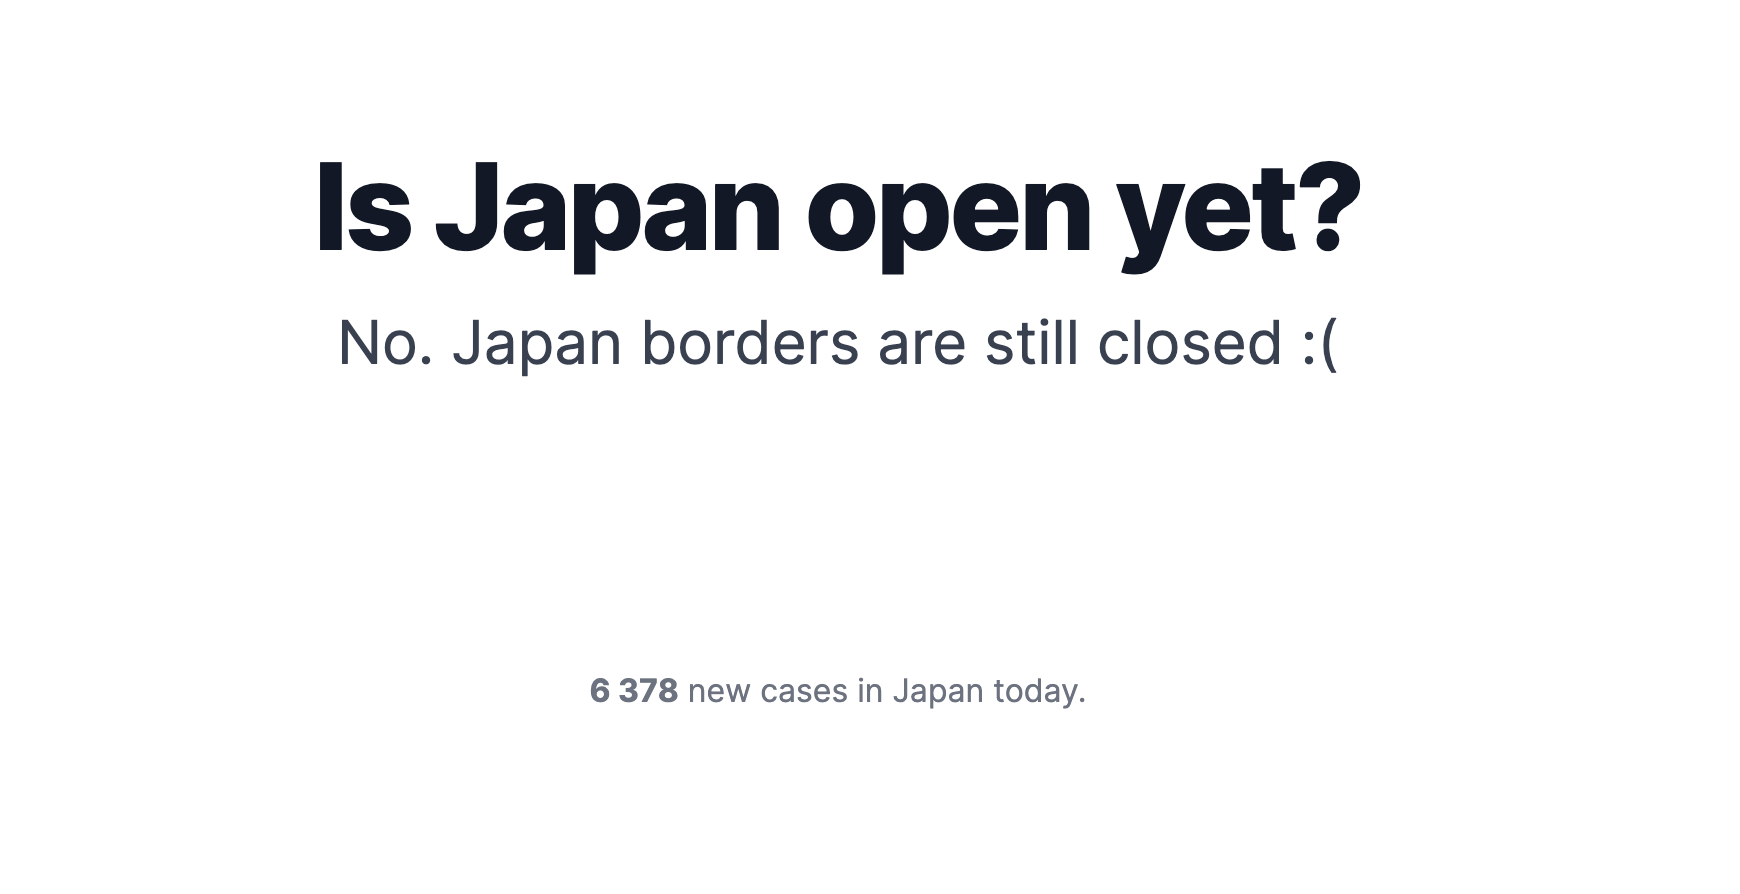 Is Japan open yet?
No. Japan borders are still closed :(
6 378 new cases in Japan today.